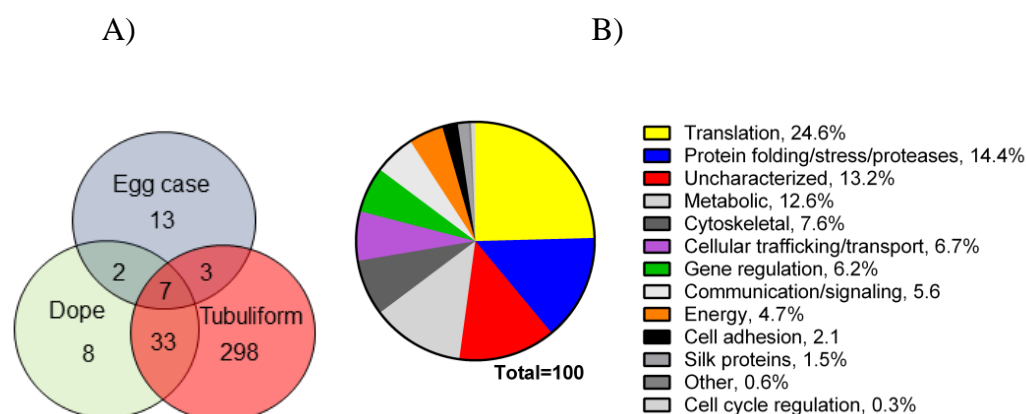 A)
B)
Egg case
13
2
3
7
Dope
Tubuliform
8
33
298
Translation, 24.6%
Protein folding/stress/proteases, 14.4%
Uncharacterized, 13.2%
Metabolic, 12.6%
Cytoskeletal, 7.6%
Cellular trafficking/transport, 6.7%
Gene regulation, 6.2%
Communication/signaling, 5.6
Energy, 4.7%
Cell adhesion, 2.1
Silk proteins, 1.5%
Other, 0.6%
Cell cycle regulation, 0.3%
Total=100